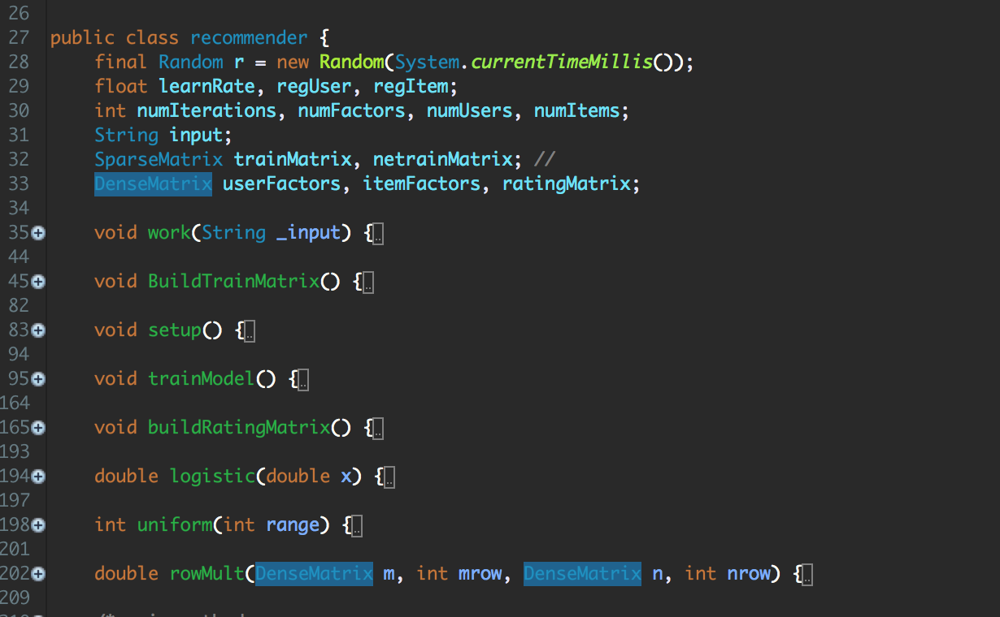 26
27 public class recommender {
28 final Random r = new Random(System.currentTimeMillis());
29 float learnRate, regUser, regItem;
30 int numIterations, numFactors, numUsers, numItems;
31 String input;
32 SparseMatrix trainMatrix, netrainMatrix; //
33 DenseMatrix userFactors, itemFactors, ratingMatrix;
34
35 void work(String _input) {..
44
45 void BuildTrainMatrix() {..
82
83 void setup() {..
94
95 void trainModel() {..
164
165 void buildRatingMatrix() {..
193
194 double logistic(double x) {..
197
198 int uniform(int range) {..
201
202 double rowMult(DenseMatrix m, int mrow, DenseMatrix n, int nrow) {..
209